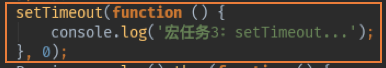 setTimeout(function () {
    console.log('宏任务3：setTimeout...');
}, 0);